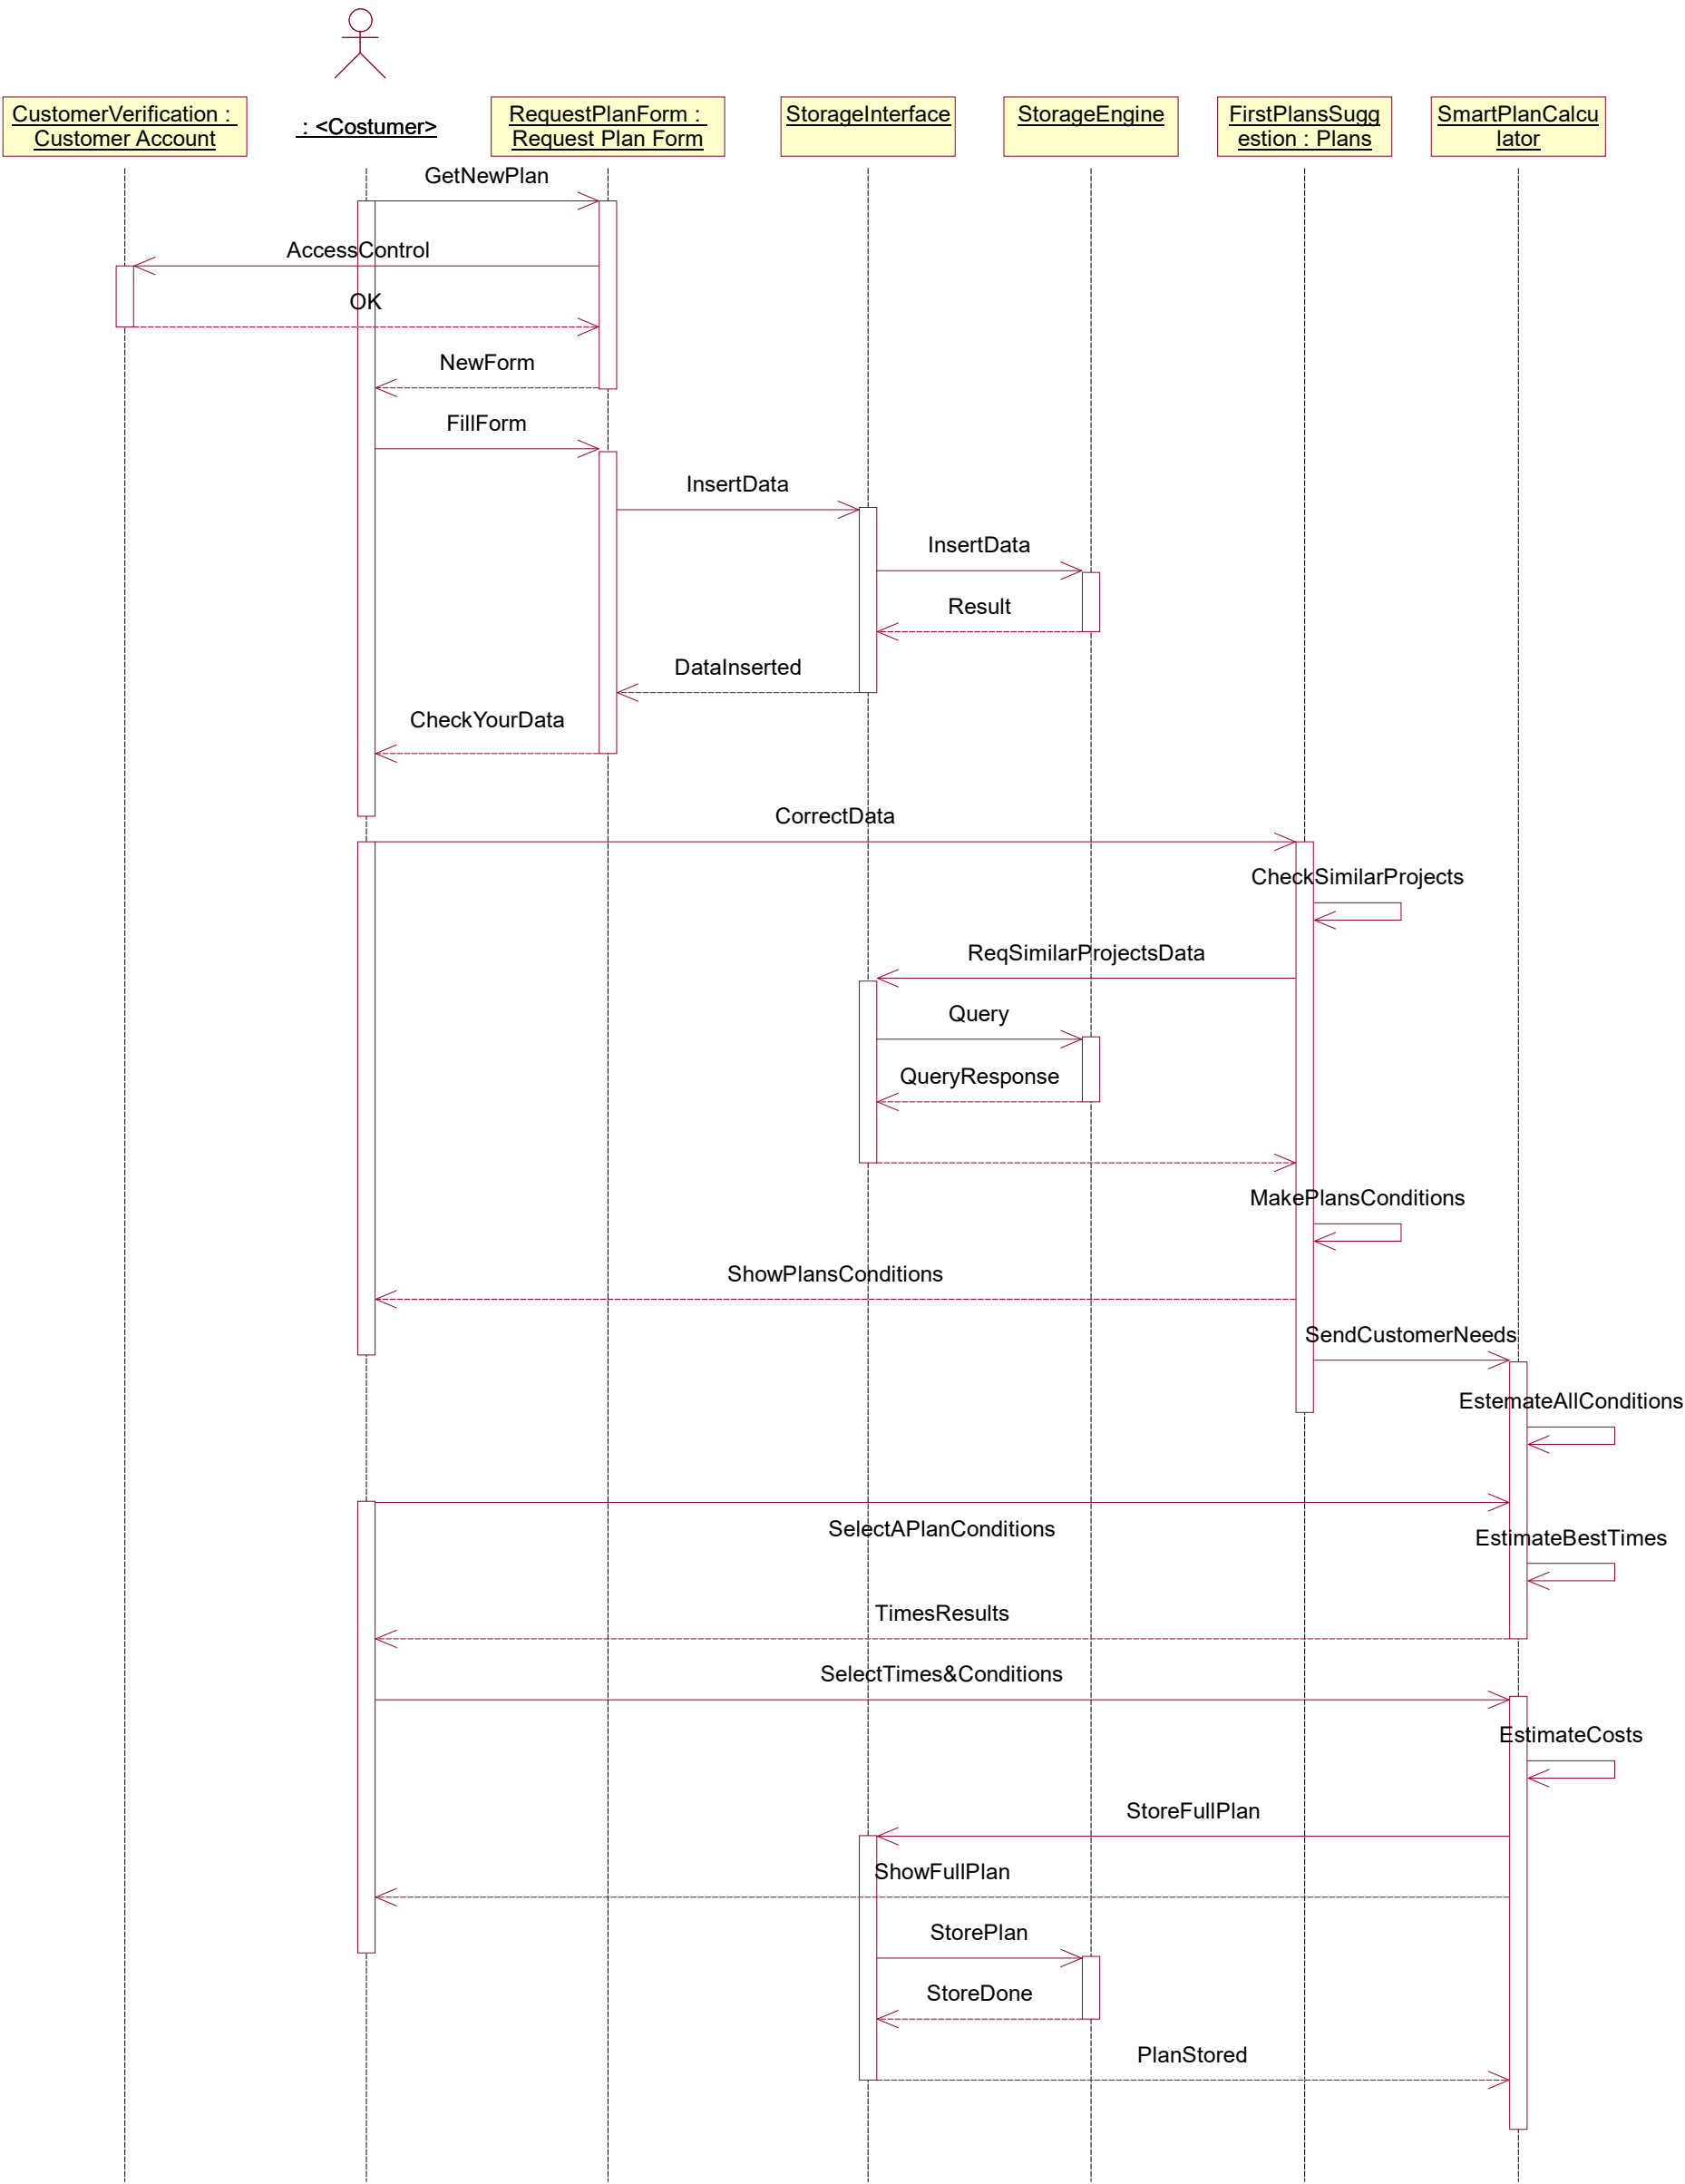 CustomerVerification :
Customer Account
: <Costumer>
RequestPlanForm :
Request Plan Form
StorageInterface
StorageEngine
FirstPlansSugg
estion : Plans
SmartPlanCalcu
lator
GetNewPlan
AccessControl
OK
NewForm
FillForm
InsertData
InsertData
Result
DataInserted
CheckYourData
CorrectData
CheckSimilarProjects
ReqSimilarProjectsData
Query
QueryResponse
MakePlansConditions
ShowPlansConditions
SendCustomerNeeds
EstemateAllConditions
SelectAPlanConditions
EstimateBestTimes
TimesResults
SelectTimes&Conditions
EstimateCosts
StoreFullPlan
ShowFullPlan
StorePlan
StoreDone
PlanStored